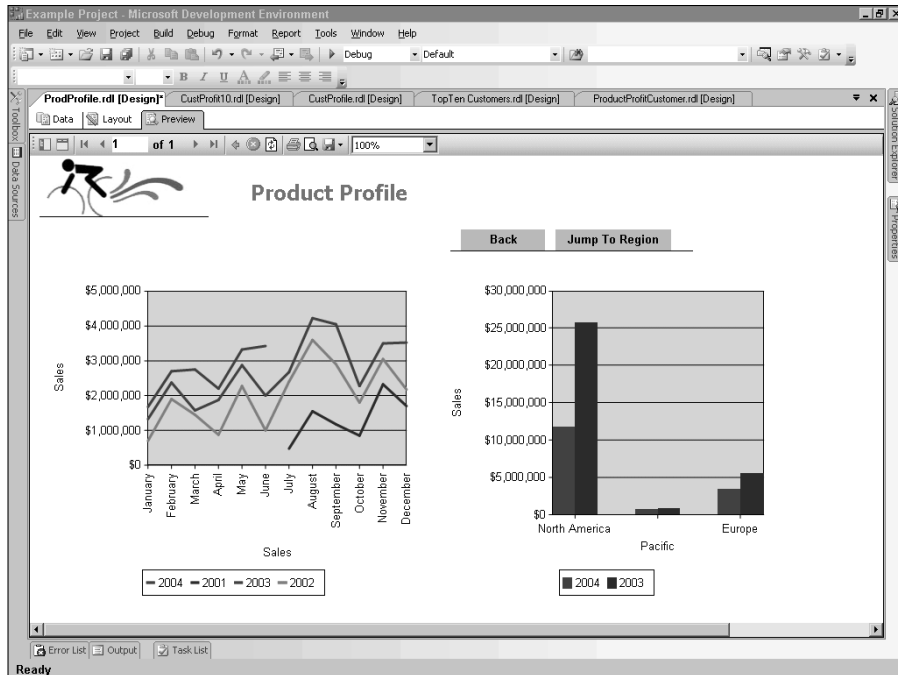 Example Project - Microsoft Development Environment
File Edit View Project Build Debug Format Report Tools Window Help
Debug Default
B I U A
ProdProfile.rdl [Design]* CustProfit10.rdl [Design] CustProfile.rdl [Design] TopTen Customers.rdl [Design] ProductProfitCustomer.rdl [Design]
Toolbox
Data Sources
Solution Explorer
Properties
Data Layout Preview
1 of 1 100%
Product Profile
Back Jump To Region
$5,000,000
$4,000,000
$3,000,000
$2,000,000
$1,000,000
$0
Sales
January
February
March
April
May
June
July
August
September
October
November
December
Sales
2004 2001 2003 2002
$30,000,000
$25,000,000
$20,000,000
$15,000,000
$10,000,000
$5,000,000
$0
Sales
North America
Pacific
Europe
2004 2003
Error List Output Task List
Ready